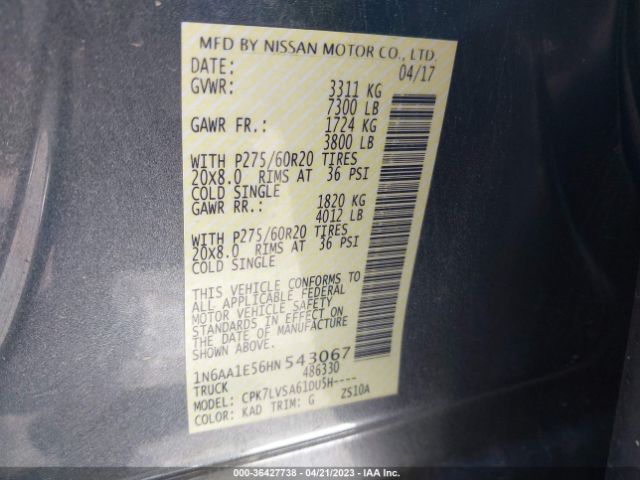 MFD BY NISSAN MOTOR CO., LTD.
DATE: 04/17
GVWR: 3311 KG
7300 LB
GAWR FR.: 1724 KG
3800 LB
WITH P275/60R20 TIRES
20X8.0 RIMS AT 36 PSI
COLD SINGLE
GAWR RR.: 1820 KG
4012 LB
WITH P275/60R20 TIRES
20X8.0 RIMS AT 36 PSI
COLD SINGLE
THIS VEHICLE CONFORMS TO
ALL APPLICABLE FEDERAL
MOTOR VEHICLE SAFETY
STANDARDS IN EFFECT ON
THE DATE OF MANUFACTURE
SHOWN ABOVE.
1N6AA1E56HN543067
TRUCK 486330
MODEL: CPK7LVSA61DUSH----
COLOR: KAD TRIM: G ZS10A
000-36427738 - 04/21/2023 - IAA Inc.